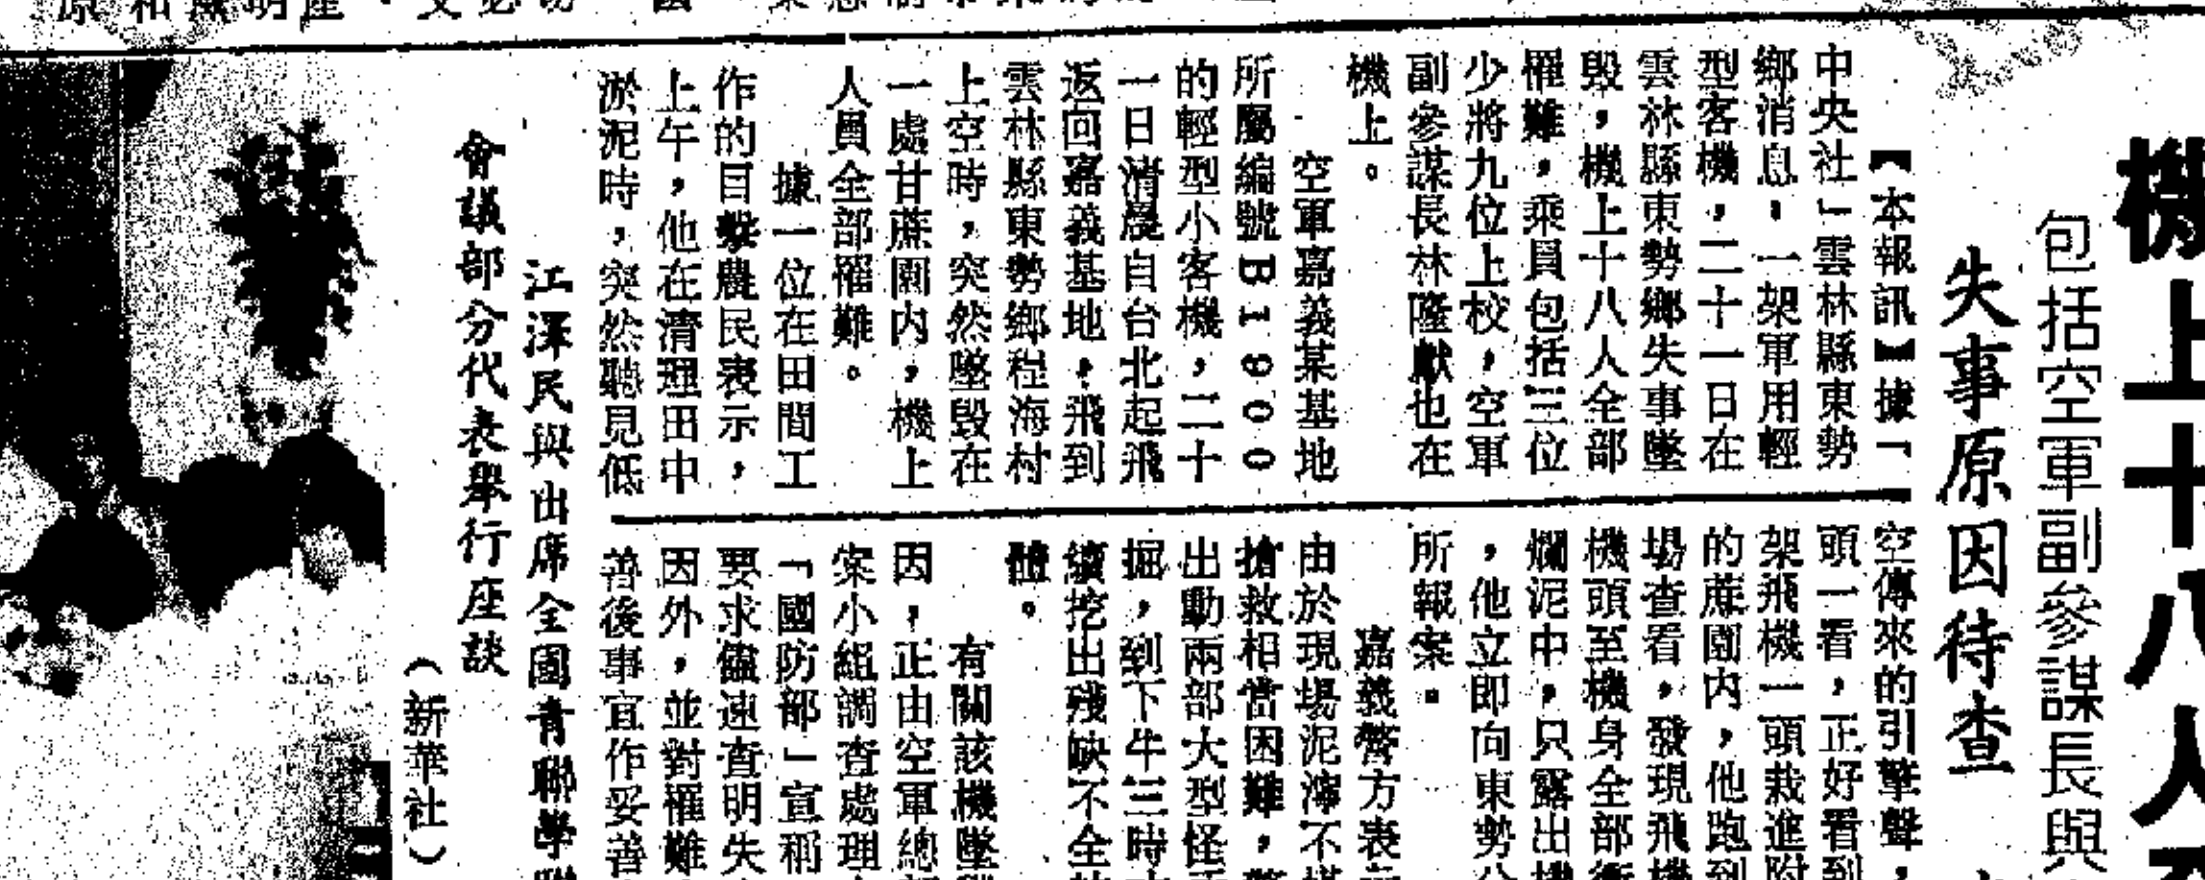 機上十八人
包括空軍副參謀長與
失事原因待查
【本報訊】據「
中央社」雲林縣東勢
鄉消息，一架軍用輕
型客機，二十一日在
雲林縣東勢鄉失事墜
毀，機上十八人全部
罹難，乘員包括三位
少將九位上校，空軍
副參謀長林隆獻也在
機上。
空軍嘉義某基地
所屬編號B1900
的輕型小客機，二十
一日清晨自台北起飛
返回嘉義基地，飛到
雲林縣東勢鄉程海村
上空時，突然墜毀在
一處甘蔗園內，機上
人員全部罹難。
據一位在田間工
作的目擊農民表示，
上午，他在清理田中
淤泥時，突然聽見低
空傳來的引擎聲，
頭一看，正好看到
架飛機一頭栽進附
的蔗園內，他跑到
場查看，發現飛機
機頭至機身全部衝
爛泥中，只露出機
，他立即向東勢分
所報案。
嘉義警方表
由於現場泥濘不堪
搶救相當困難，警
出動兩部大型怪手
掘，到下午三時
續挖出殘缺不全
體。
有關該機墜
因，正由空軍總
案小組調查處理
「國防部」宣稱
要求儘速查明失
因外，並對罹難
善後事宜作妥善
江澤民與出席全國青聯學聯
會議部分代表舉行座談
（新華社）